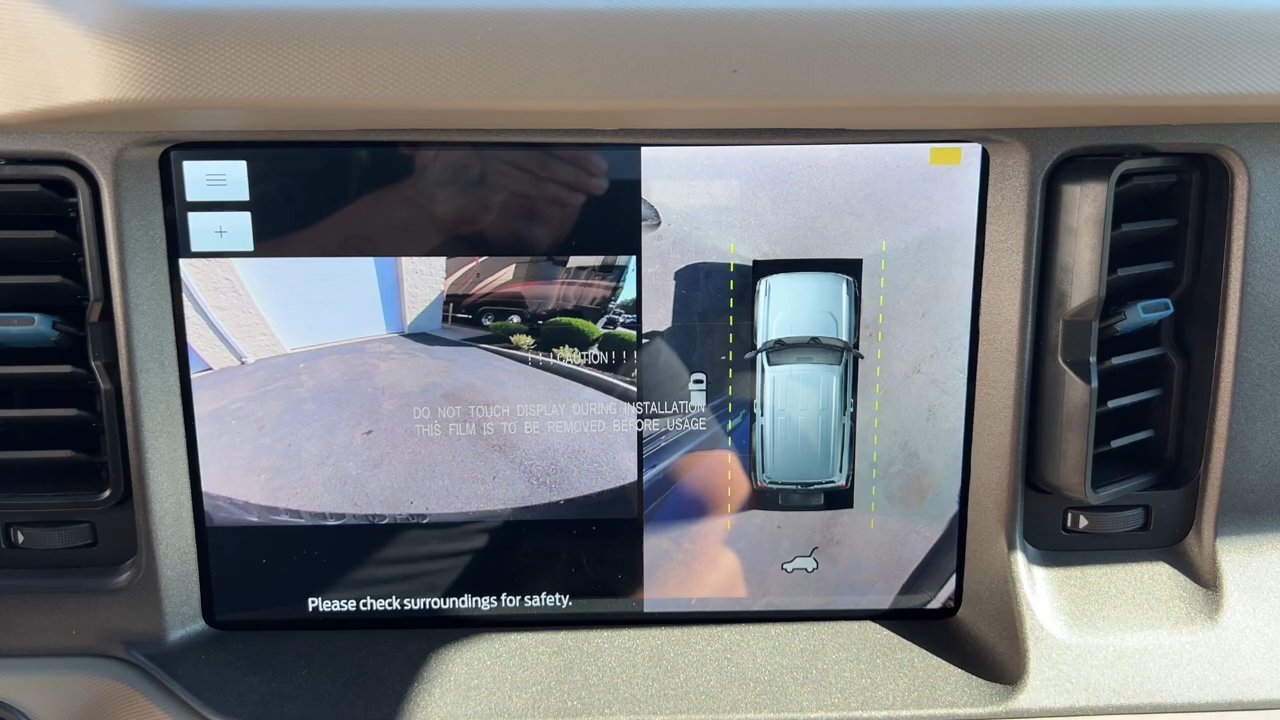 ! ! ! CAUTION ! ! !
DO NOT TOUCH DISPLAY DURING INSTALLATION
THIS FILM IS TO BE REMOVED BEFORE USAGE
Please check surroundings for safety.